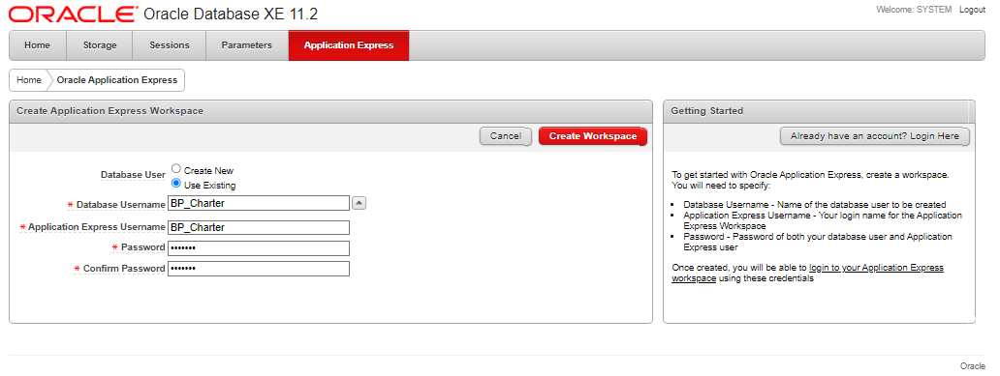 ORACLE® Oracle Database XE 11.2
Welcome: SYSTEM Logout
Home Storage Sessions Parameters Application Express
Home Oracle Application Express
Create Application Express Workspace
Cancel Create Workspace
Database User
Create New
Use Existing
* Database Username BP_Charter
* Application Express Username BP_Charter
* Password •••••••
* Confirm Password •••••••
Getting Started
Already have an account? Login Here
To get started with Oracle Application Express, create a workspace.
You will need to specify:
• Database Username - Name of the database user to be created
• Application Express Username - Your login name for the Application
Express Workspace
• Password - Password of both your database user and Application
Express user
Once created, you will be able to login to your Application Express
workspace using these credentials
Oracle